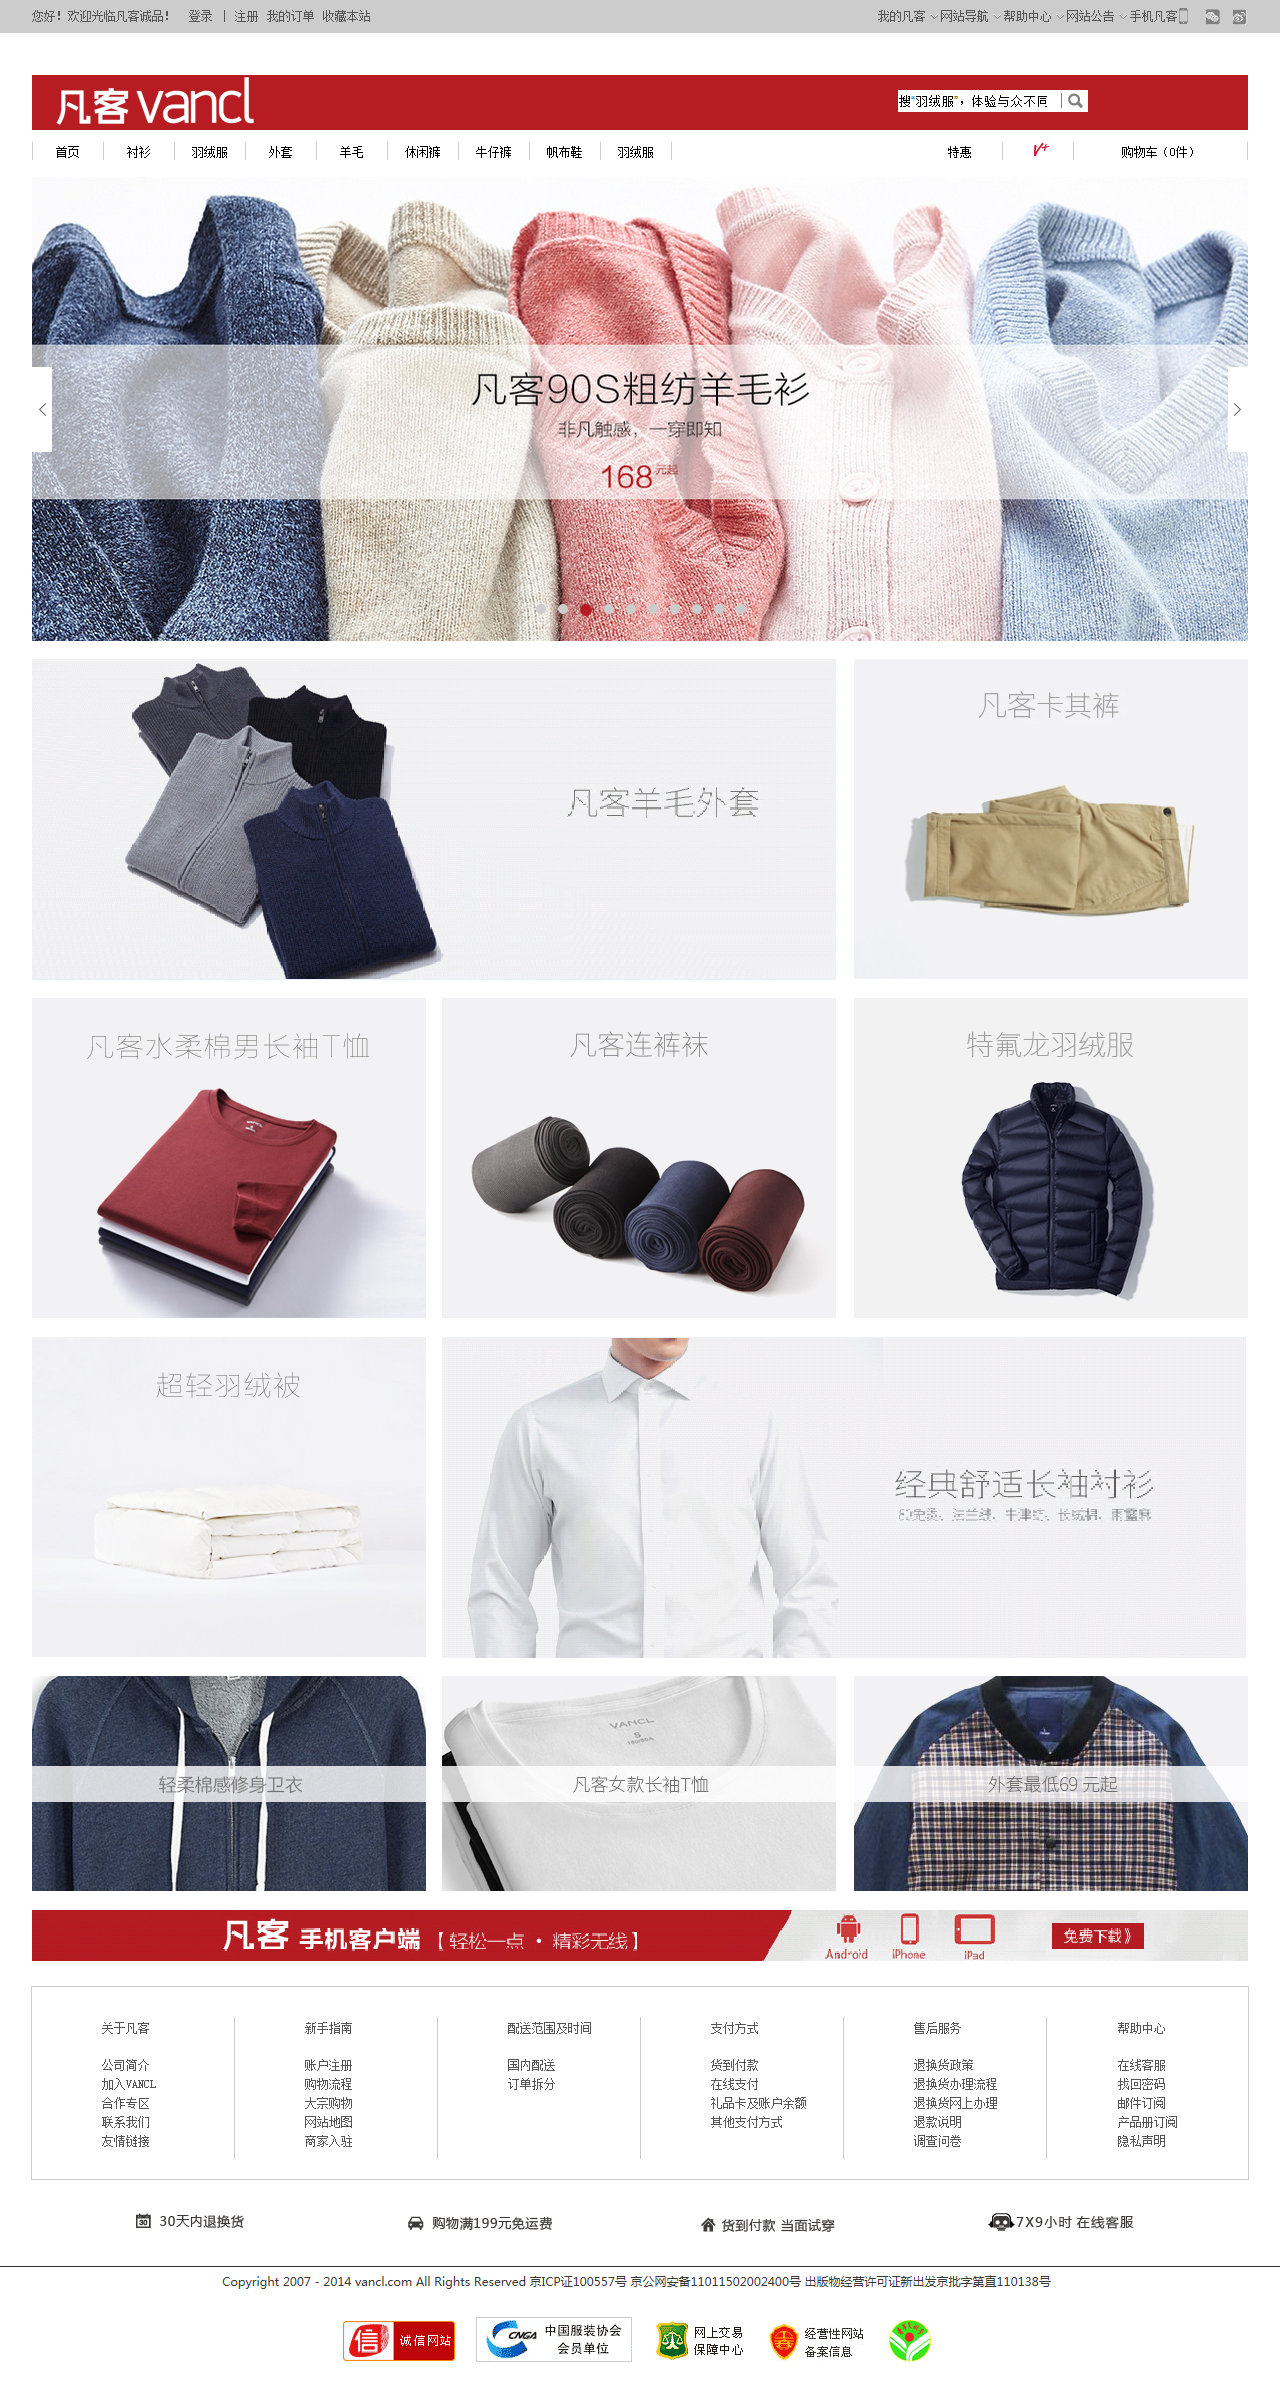 您好！欢迎光临凡客诚品！ 登录 | 注册 我的订单 收藏本站
我的凡客 网站导航 帮助中心 网站公告 手机凡客
凡客 vancl
搜"羽绒服"，体验与众不同
首页 衬衫 羽绒服 外套 羊毛 休闲裤 牛仔裤 帆布鞋 羽绒服 特惠 V+ 购物车（0件）
凡客90S粗纺羊毛衫
非凡触感，一穿即知
168元起
凡客羊毛外套
凡客卡其裤
凡客水柔棉男长袖T恤
凡客连裤袜
特氟龙羽绒服
超轻羽绒被
经典舒适长袖衬衫
80免烫、法兰绒、牛津纺、长绒棉、雨露麻
VANCL
S
轻柔棉感修身卫衣
凡客女款长袖T恤
外套最低69 元起
凡客 手机客户端 【 轻松一点 • 精彩无线 】
Android iPhone iPad
免费下载 》
关于凡客
公司简介
加入VANCL
合作专区
联系我们
友情链接
新手指南
账户注册
购物流程
大宗购物
网站地图
商家入驻
配送范围及时间
国内配送
订单拆分
支付方式
货到付款
在线支付
礼品卡及账户余额
其他支付方式
售后服务
退换货政策
退换货办理流程
退换货网上办理
退款说明
调查问卷
帮助中心
在线客服
找回密码
邮件订阅
产品册订阅
隐私声明
30天内退换货
购物满199元免运费
货到付款 当面试穿
7X9小时 在线客服
Copyright 2007 - 2014 vancl.com All Rights Reserved 京ICP证100557号 京公网安备11011502002400号 出版物经营许可证新出发京批字第直110138号
信 诚信网站
CNGA 中国服装协会
会员单位
网上交易
保障中心
经营性网站
备案信息